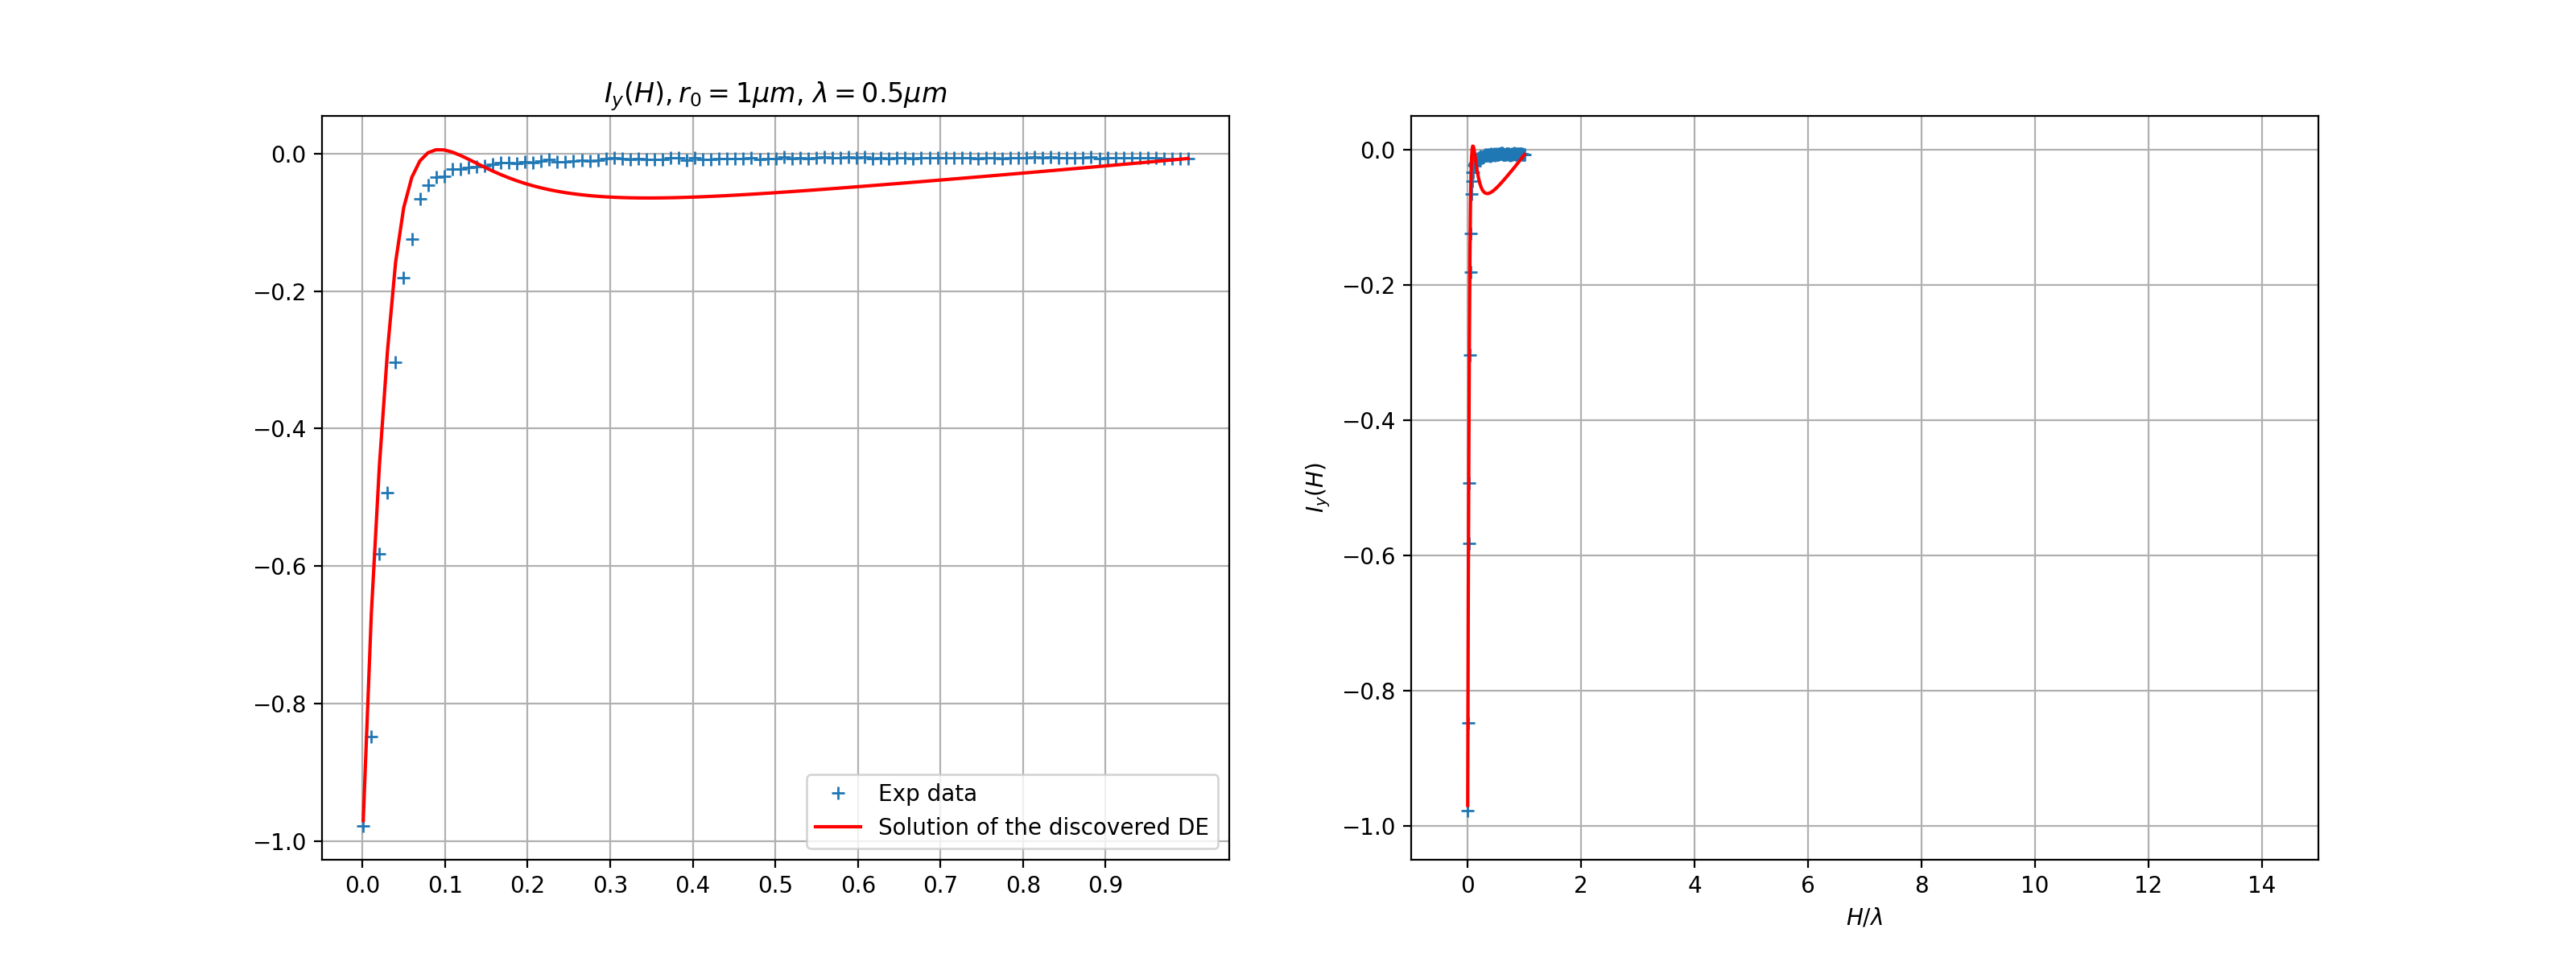 I_y(H), r_0 = 1μm, λ = 0.5μm
0.0
−0.2
−0.4
−0.6
−0.8
−1.0
0.0 0.1 0.2 0.3 0.4 0.5 0.6 0.7 0.8 0.9
Exp data
Solution of the discovered DE
I_y(H)
0.0
−0.2
−0.4
−0.6
−0.8
−1.0
0 2 4 6 8 10 12 14
H/λ